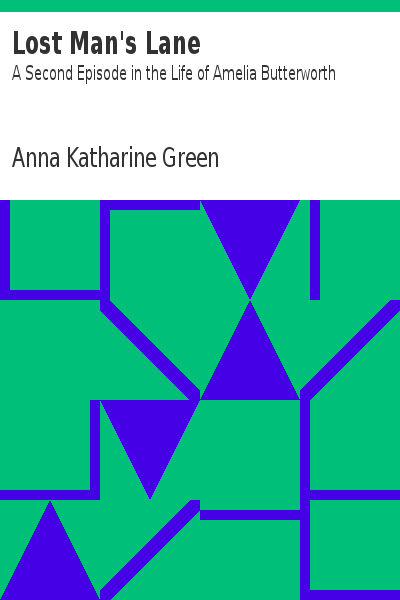 Lost Man's Lane
A Second Episode in the Life of Amelia Butterworth
Anna Katharine Green